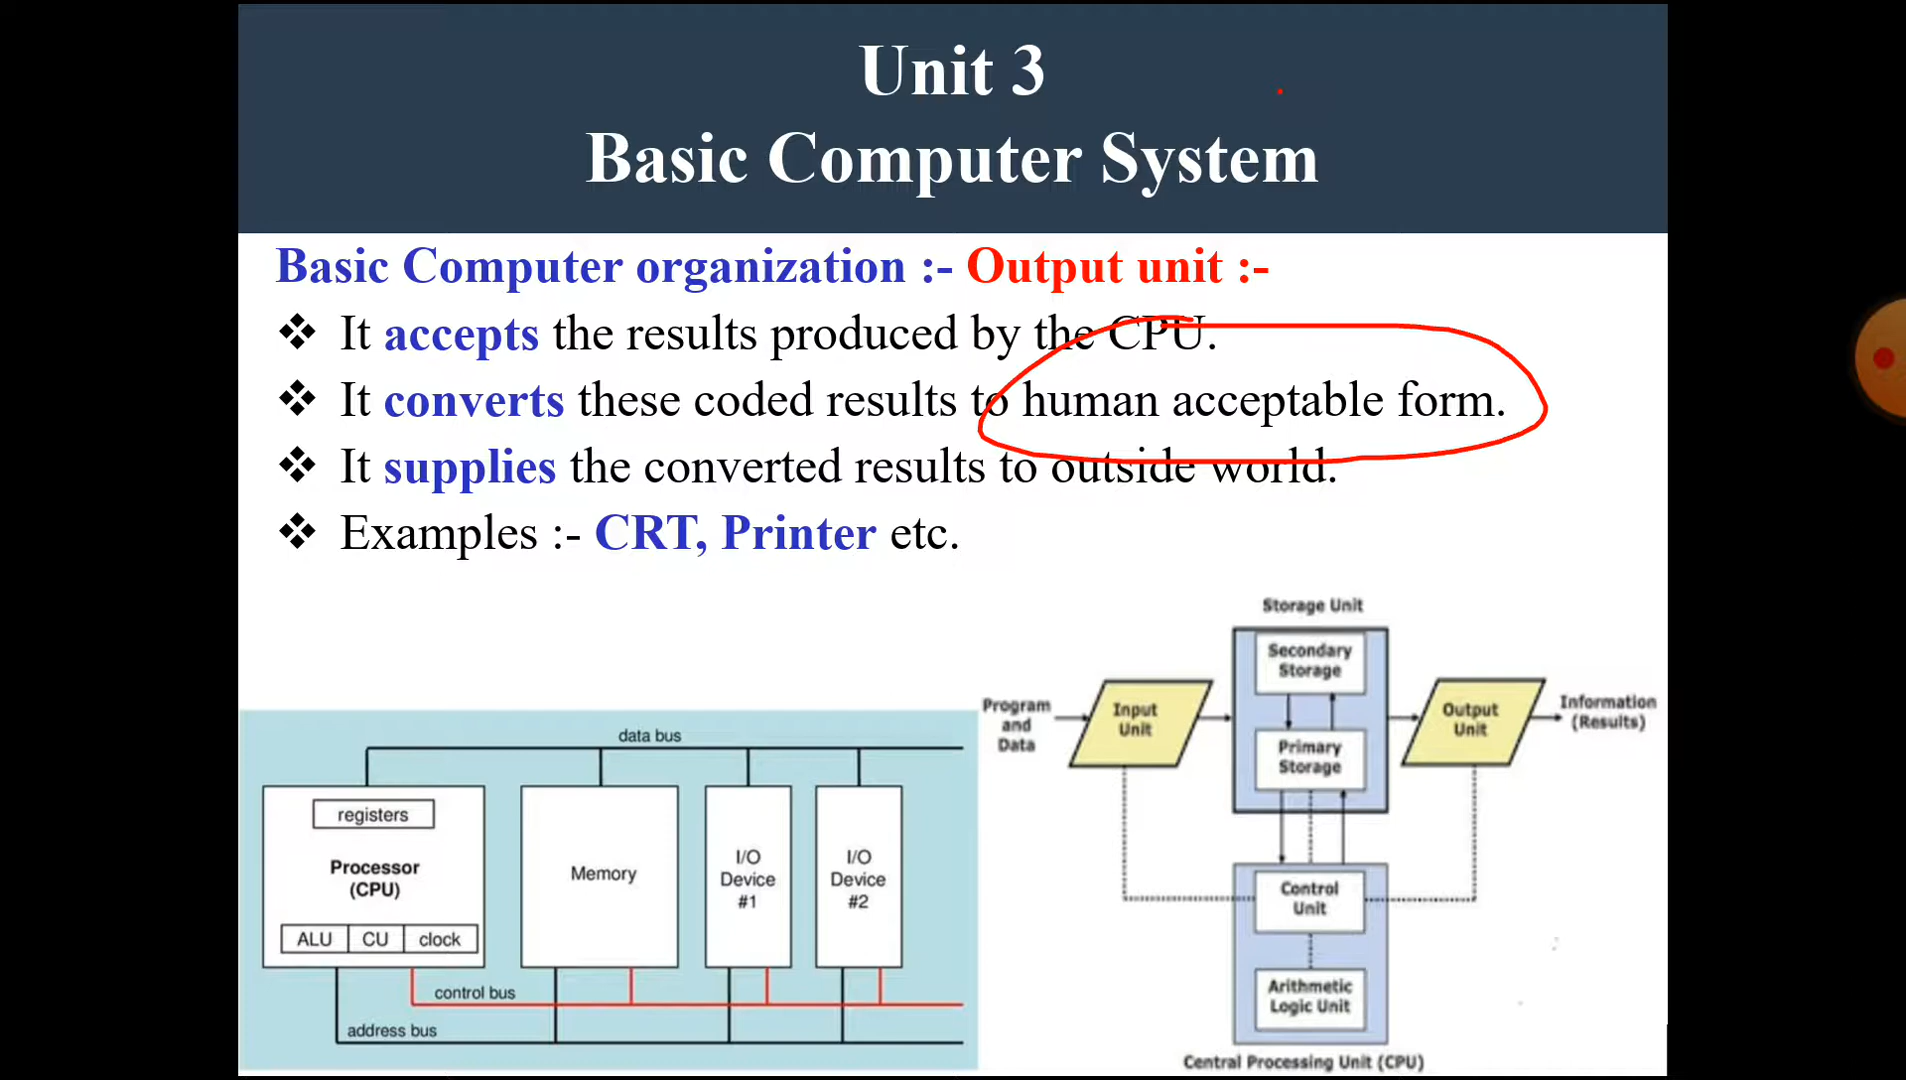 Unit 3
Basic Computer System
Basic Computer organization :- Output unit :-
❖ It accepts the results produced by the CPU.
❖ It converts these coded results to human acceptable form.
❖ It supplies the converted results to outside world.
❖ Examples :- CRT, Printer etc.
data bus
registers
Processor
(CPU)
ALU CU clock
Memory
I/O
Device
#1
I/O
Device
#2
control bus
address bus
Storage Unit
Secondary
Storage
Program
and
Data
Input
Unit
Primary
Storage
Output
Unit
Information
(Results)
Control
Unit
Arithmetic
Logic Unit
Central Processing Unit (CPU)